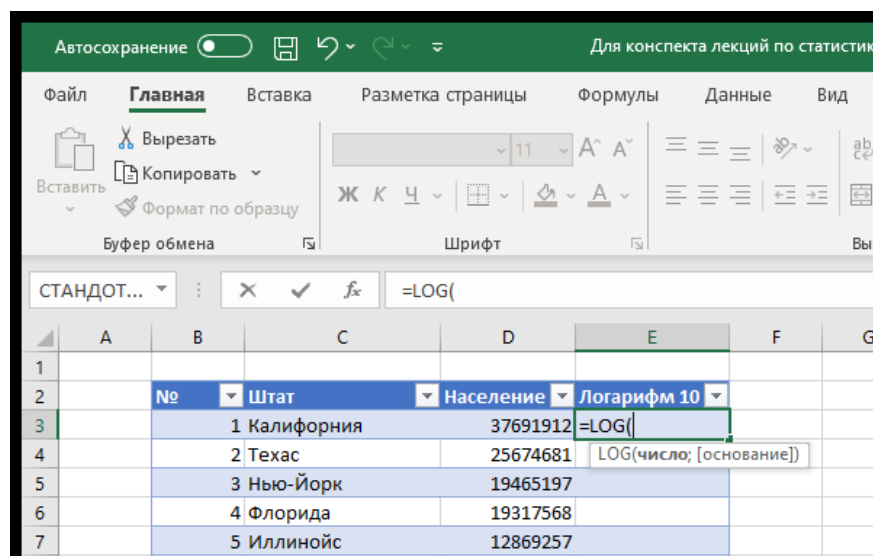 Автосохранение Для конспекта лекций по статистик
Файл Главная Вставка Разметка страницы Формулы Данные Вид
Вставить
Вырезать
Копировать
Формат по образцу
Буфер обмена
11 A A
Ж К Ч А
Шрифт
ab
Вы
СТАНДОТ... fx =LOG(
A B C D E F G
1
2 № Штат Население Логарифм 10
3 1 Калифорния 37691912 =LOG(
4 2 Техас 25674681 LOG(число; [основание])
5 3 Нью-Йорк 19465197
6 4 Флорида 19317568
7 5 Иллинойс 12869257